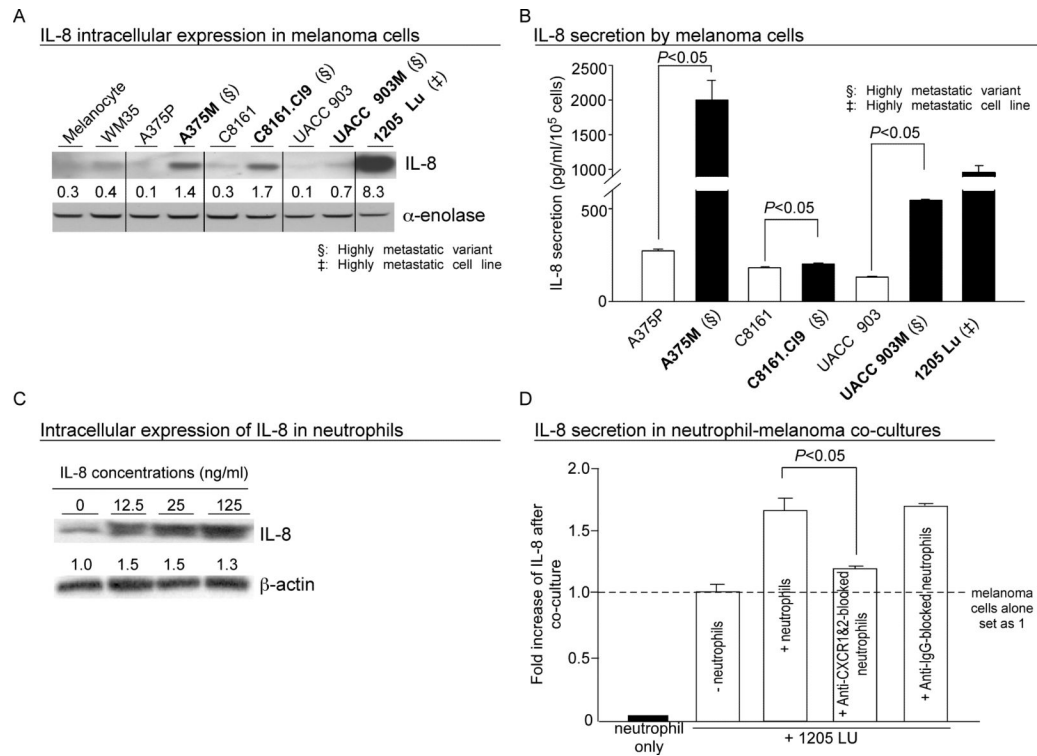 A
IL-8 intracellular expression in melanoma cells
Melanocyte
WM35
A375P
A375M (§)
C8161
C8161.Cl9 (§)
UACC 903
UACC 903M (§)
1205 Lu (‡)
IL-8
0.3 0.4 0.1 1.4 0.3 1.7 0.1 0.7 8.3
α-enolase
§: Highly metastatic variant
‡: Highly metastatic cell line
B
IL-8 secretion by melanoma cells
IL-8 secretion (pg/ml/10⁵ cells)
2500
2000
1500
1000
500
0
P<0.05
P<0.05
P<0.05
§: Highly metastatic variant
‡: Highly metastatic cell line
A375P
A375M (§)
C8161
C8161.Cl9 (§)
UACC 903
UACC 903M (§)
1205 Lu (‡)
C
Intracellular expression of IL-8 in neutrophils
IL-8 concentrations (ng/ml)
0 12.5 25 125
IL-8
1.0 1.5 1.5 1.3
β-actin
D
IL-8 secretion in neutrophil-melanoma co-cultures
Fold increase of IL-8 after
co-culture
2.0
1.5
1.0
0.5
0
P<0.05
- neutrophils
+ neutrophils
+ Anti-CXCR1&2-blocked
neutrophils
+ Anti-IgG-blocked neutrophils
melanoma
cells alone
set as 1
neutrophil
only
+ 1205 LU